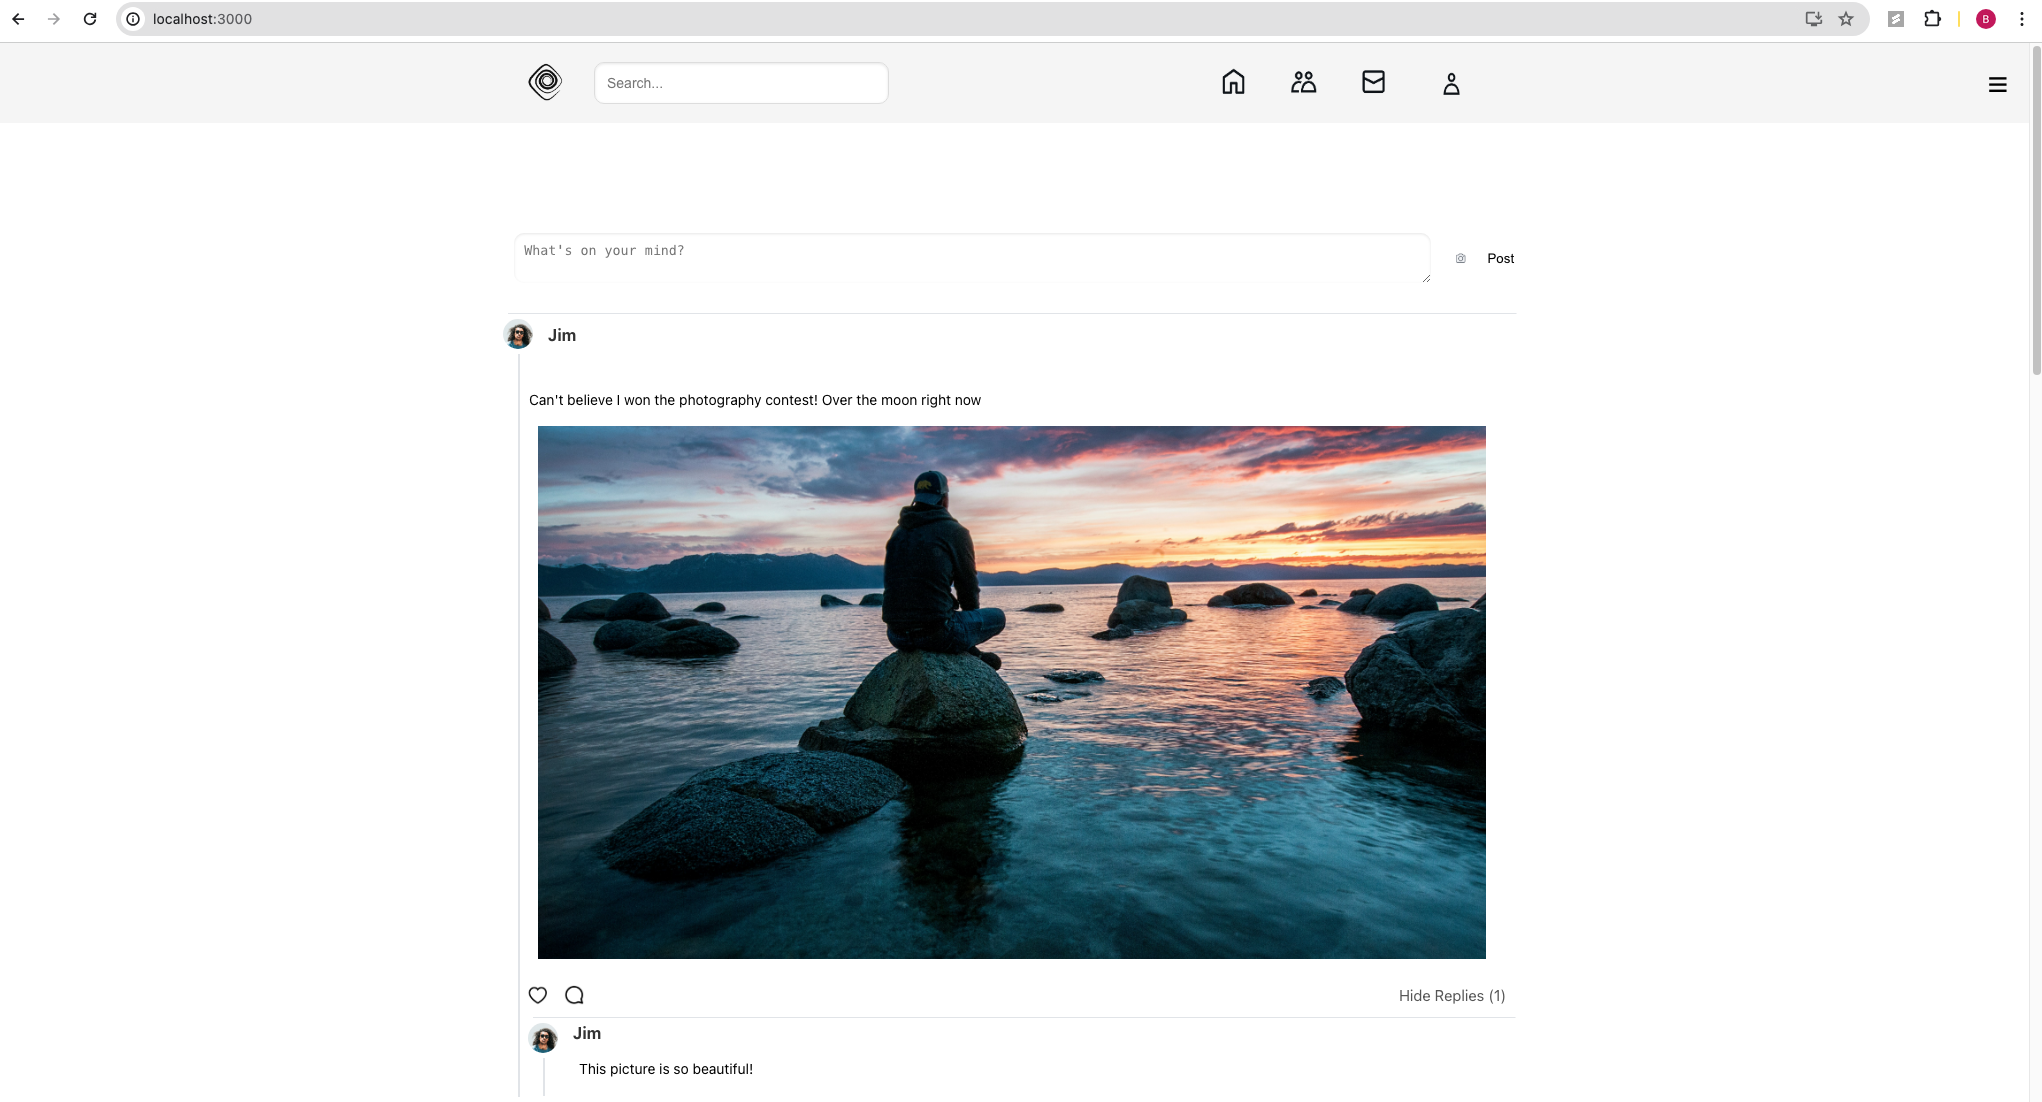 localhost:3000
B
Search...
What's on your mind?
Post
Jim
Can't believe I won the photography contest! Over the moon right now
Hide Replies (1)
Jim
This picture is so beautiful!